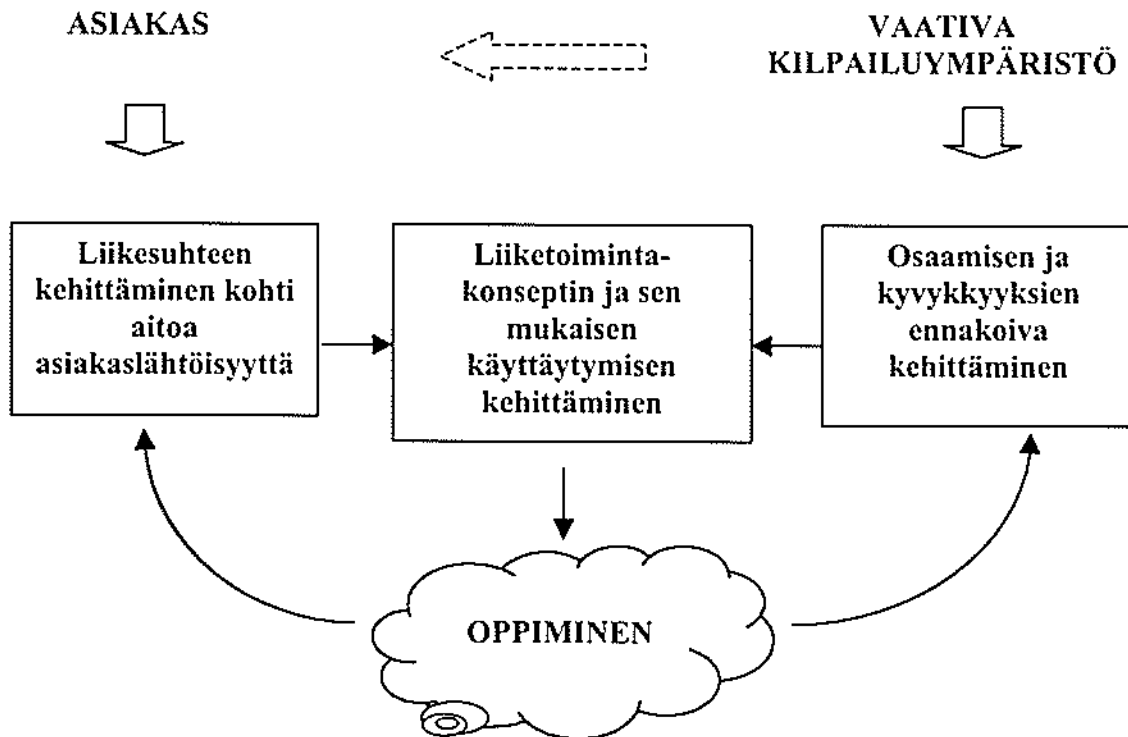 ASIAKAS
VAATIVA
KILPAILUYMPÄRISTÖ
Liikesuhteen
kehittäminen kohti
aitoa
asiakaslähtöisyyttä
Liiketoiminta-
konseptin ja sen
mukaisen
käyttäytymisen
kehittäminen
Osaamisen ja
kyvykkyyksien
ennakoiva
kehittäminen
OPPIMINEN